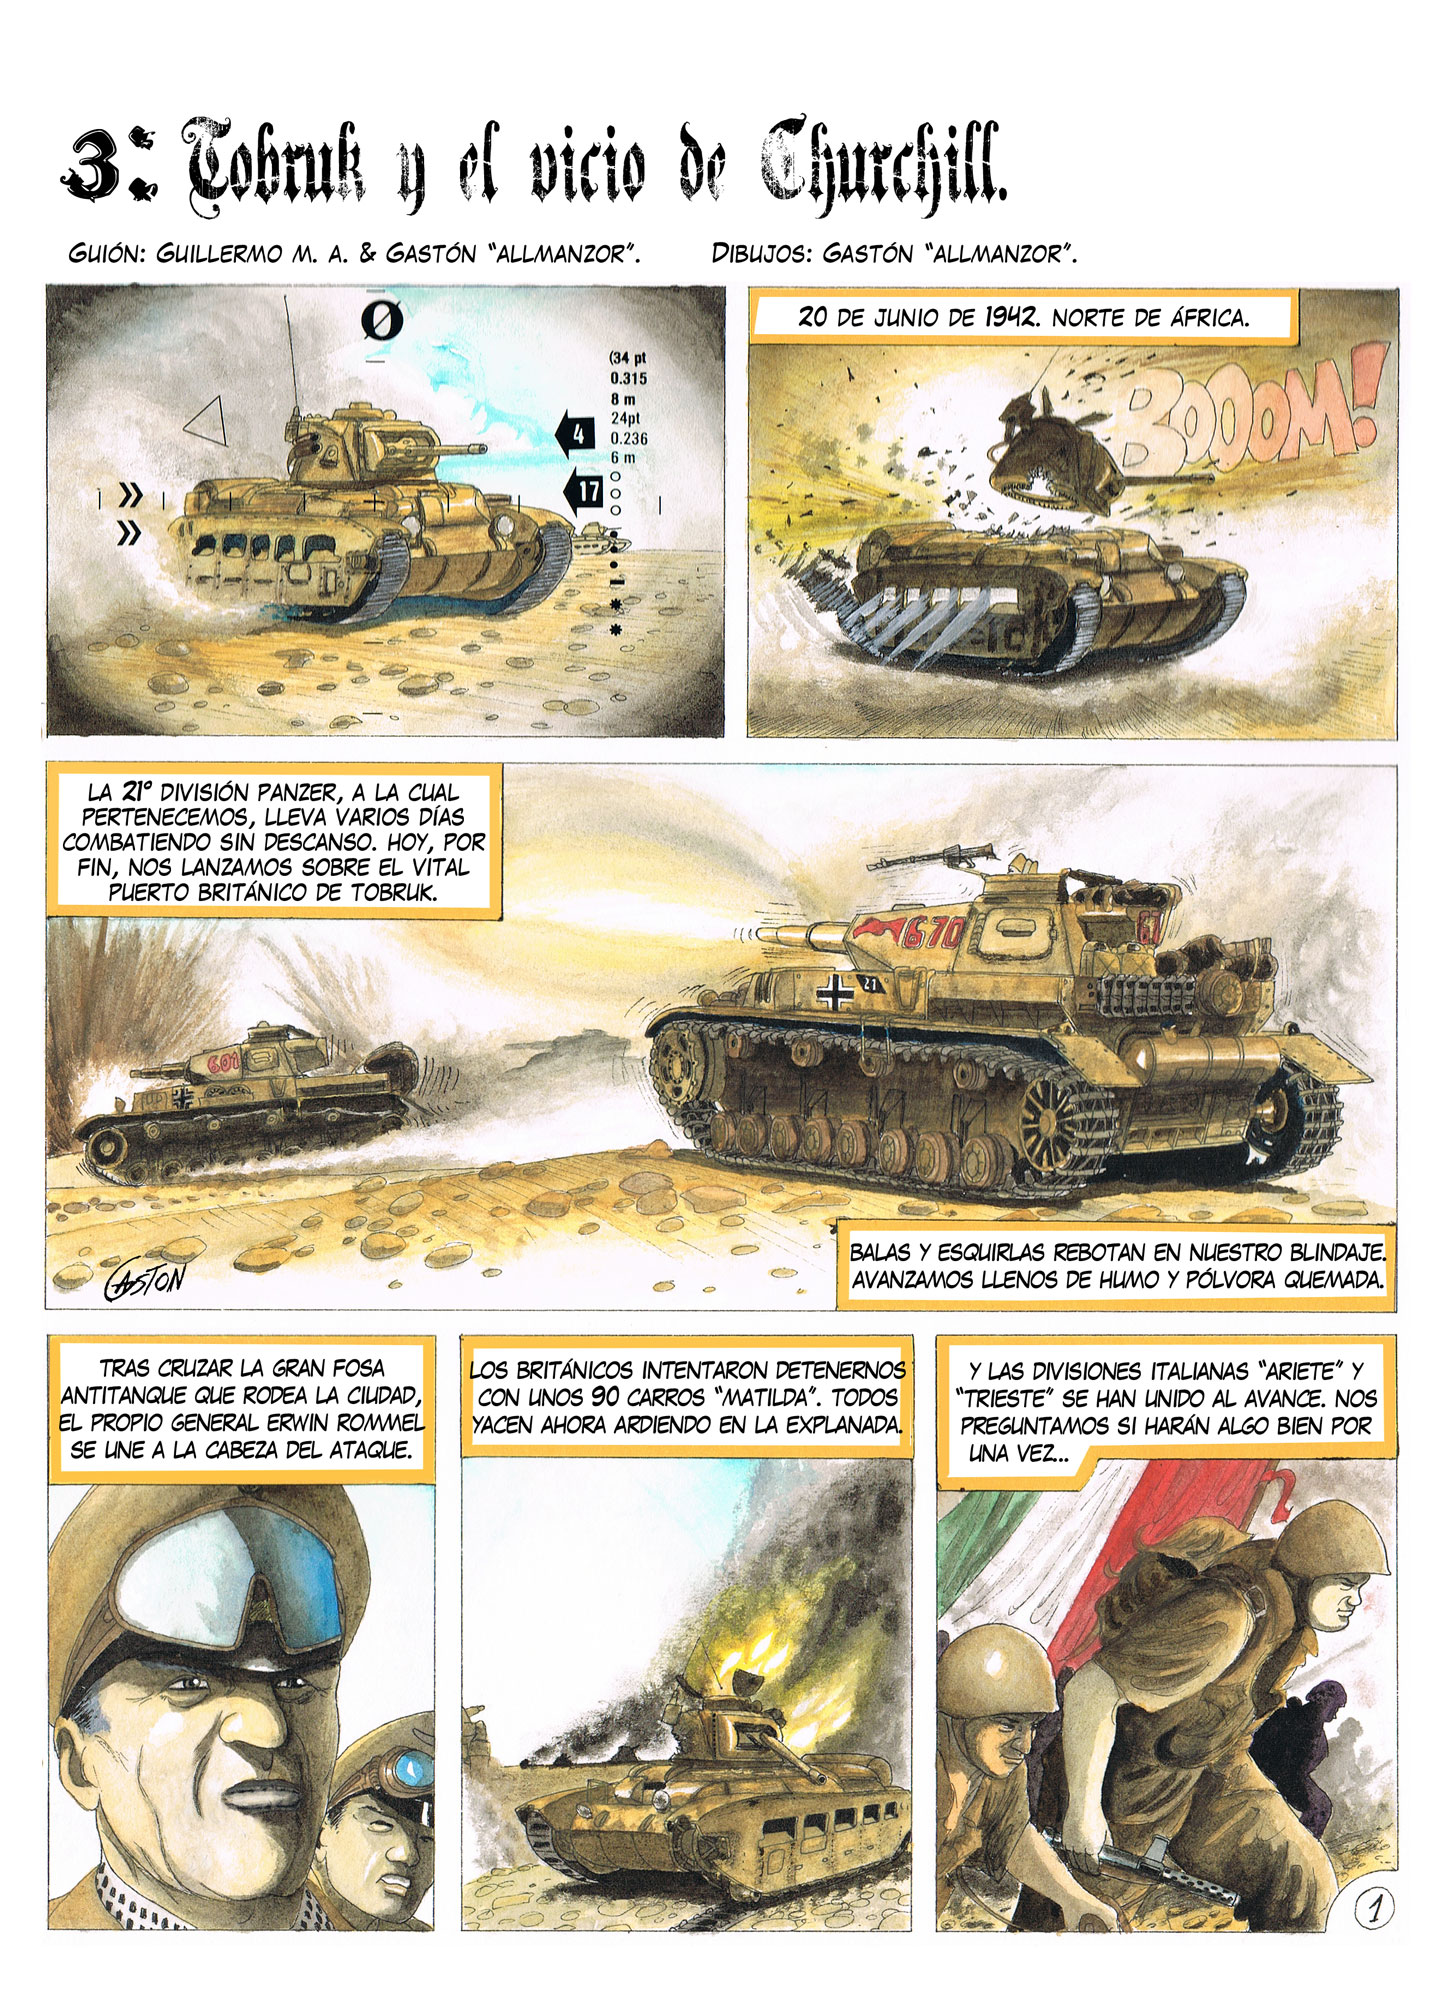 3: Tobruk y el vicio de Churchill.
GUIÓN: GUILLERMO M. A. & GASTÓN "ALLMANZOR".
DIBUJOS: GASTÓN "ALLMANZOR".
Ø
(34 pt
0.315
8 m
24pt
0.236
6 m
4
17
20 DE JUNIO DE 1942. NORTE DE ÁFRICA.
BOOOM!
LA 21º DIVISIÓN PANZER, A LA CUAL
PERTENECEMOS, LLEVA VARIOS DÍAS
COMBATIENDO SIN DESCANSO. HOY, POR
FIN, NOS LANZAMOS SOBRE EL VITAL
PUERTO BRITÁNICO DE TOBRUK.
601
670
61
21
GASTON
BALAS Y ESQUIRLAS REBOTAN EN NUESTRO BLINDAJE.
AVANZAMOS LLENOS DE HUMO Y PÓLVORA QUEMADA.
TRAS CRUZAR LA GRAN FOSA
ANTITANQUE QUE RODEA LA CIUDAD,
EL PROPIO GENERAL ERWIN ROMMEL
SE UNE A LA CABEZA DEL ATAQUE.
LOS BRITÁNICOS INTENTARON DETENERNOS
CON UNOS 90 CARROS "MATILDA". TODOS
YACEN AHORA ARDIENDO EN LA EXPLANADA.
Y LAS DIVISIONES ITALIANAS "ARIETE" Y
"TRIESTE" SE HAN UNIDO AL AVANCE. NOS
PREGUNTAMOS SI HARÁN ALGO BIEN POR
UNA VEZ...
1